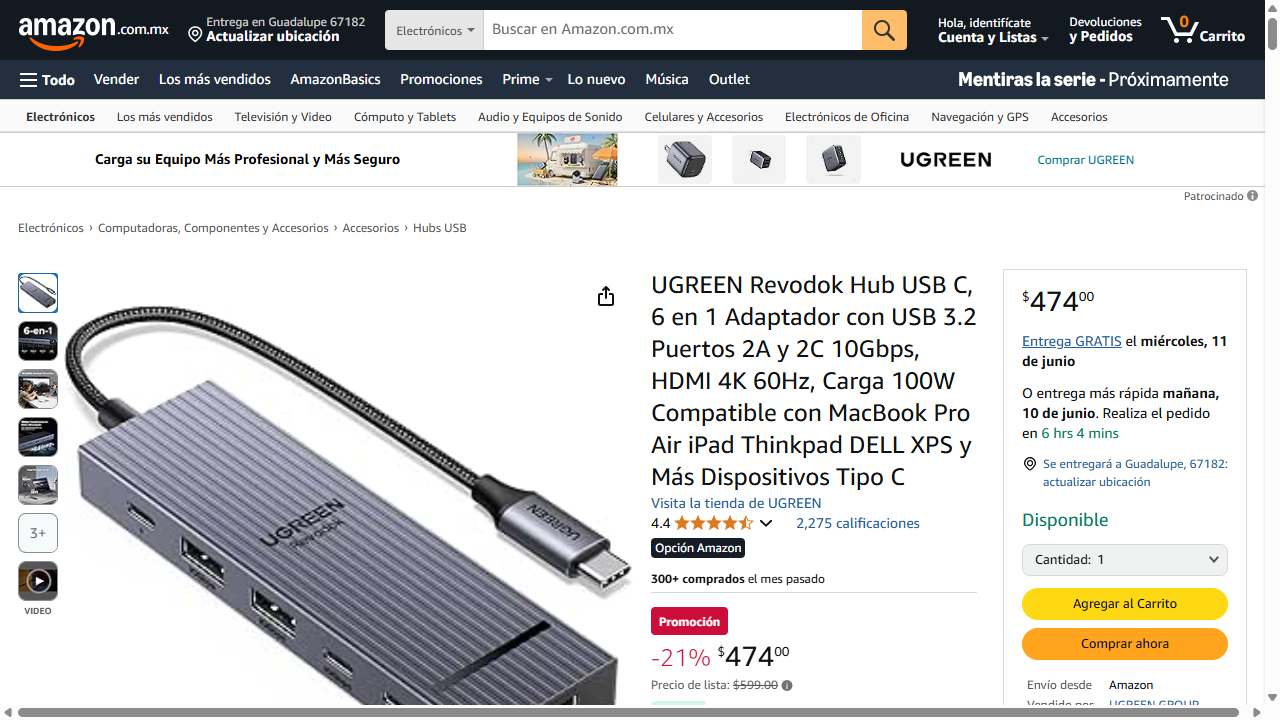 amazon.com.mx
Entrega en Guadalupe 67182
Actualizar ubicación
Electrónicos
Buscar en Amazon.com.mx
Hola, identifícate
Cuenta y Listas
Devoluciones
y Pedidos
0
Carrito
Todo
Vender
Los más vendidos
AmazonBasics
Promociones
Prime
Lo nuevo
Música
Outlet
Mentiras la serie - Próximamente
Electrónicos
Los más vendidos
Televisión y Video
Cómputo y Tablets
Audio y Equipos de Sonido
Celulares y Accesorios
Electrónicos de Oficina
Navegación y GPS
Accesorios
Carga su Equipo Más Profesional y Más Seguro
UGREEN
Comprar UGREEN
Patrocinado
Electrónicos › Computadoras, Componentes y Accesorios › Accesorios › Hubs USB
6-en-1
3+
VIDEO
UGREEN
Revodok
UGREEN
UGREEN Revodok Hub USB C,
6 en 1 Adaptador con USB 3.2
Puertos 2A y 2C 10Gbps,
HDMI 4K 60Hz, Carga 100W
Compatible con MacBook Pro
Air iPad Thinkpad DELL XPS y
Más Dispositivos Tipo C
Visita la tienda de UGREEN
4.4
2,275 calificaciones
Opción Amazon
300+ comprados el mes pasado
Promoción
-21% $47400
Precio de lista: $599.00
$47400
Entrega GRATIS el miércoles, 11
de junio
O entrega más rápida mañana,
10 de junio. Realiza el pedido
en 6 hrs 4 mins
Se entregará a Guadalupe, 67182:
actualizar ubicación
Disponible
Cantidad: 1
Agregar al Carrito
Comprar ahora
Envío desde Amazon
Vendido por UGREEN GROUP